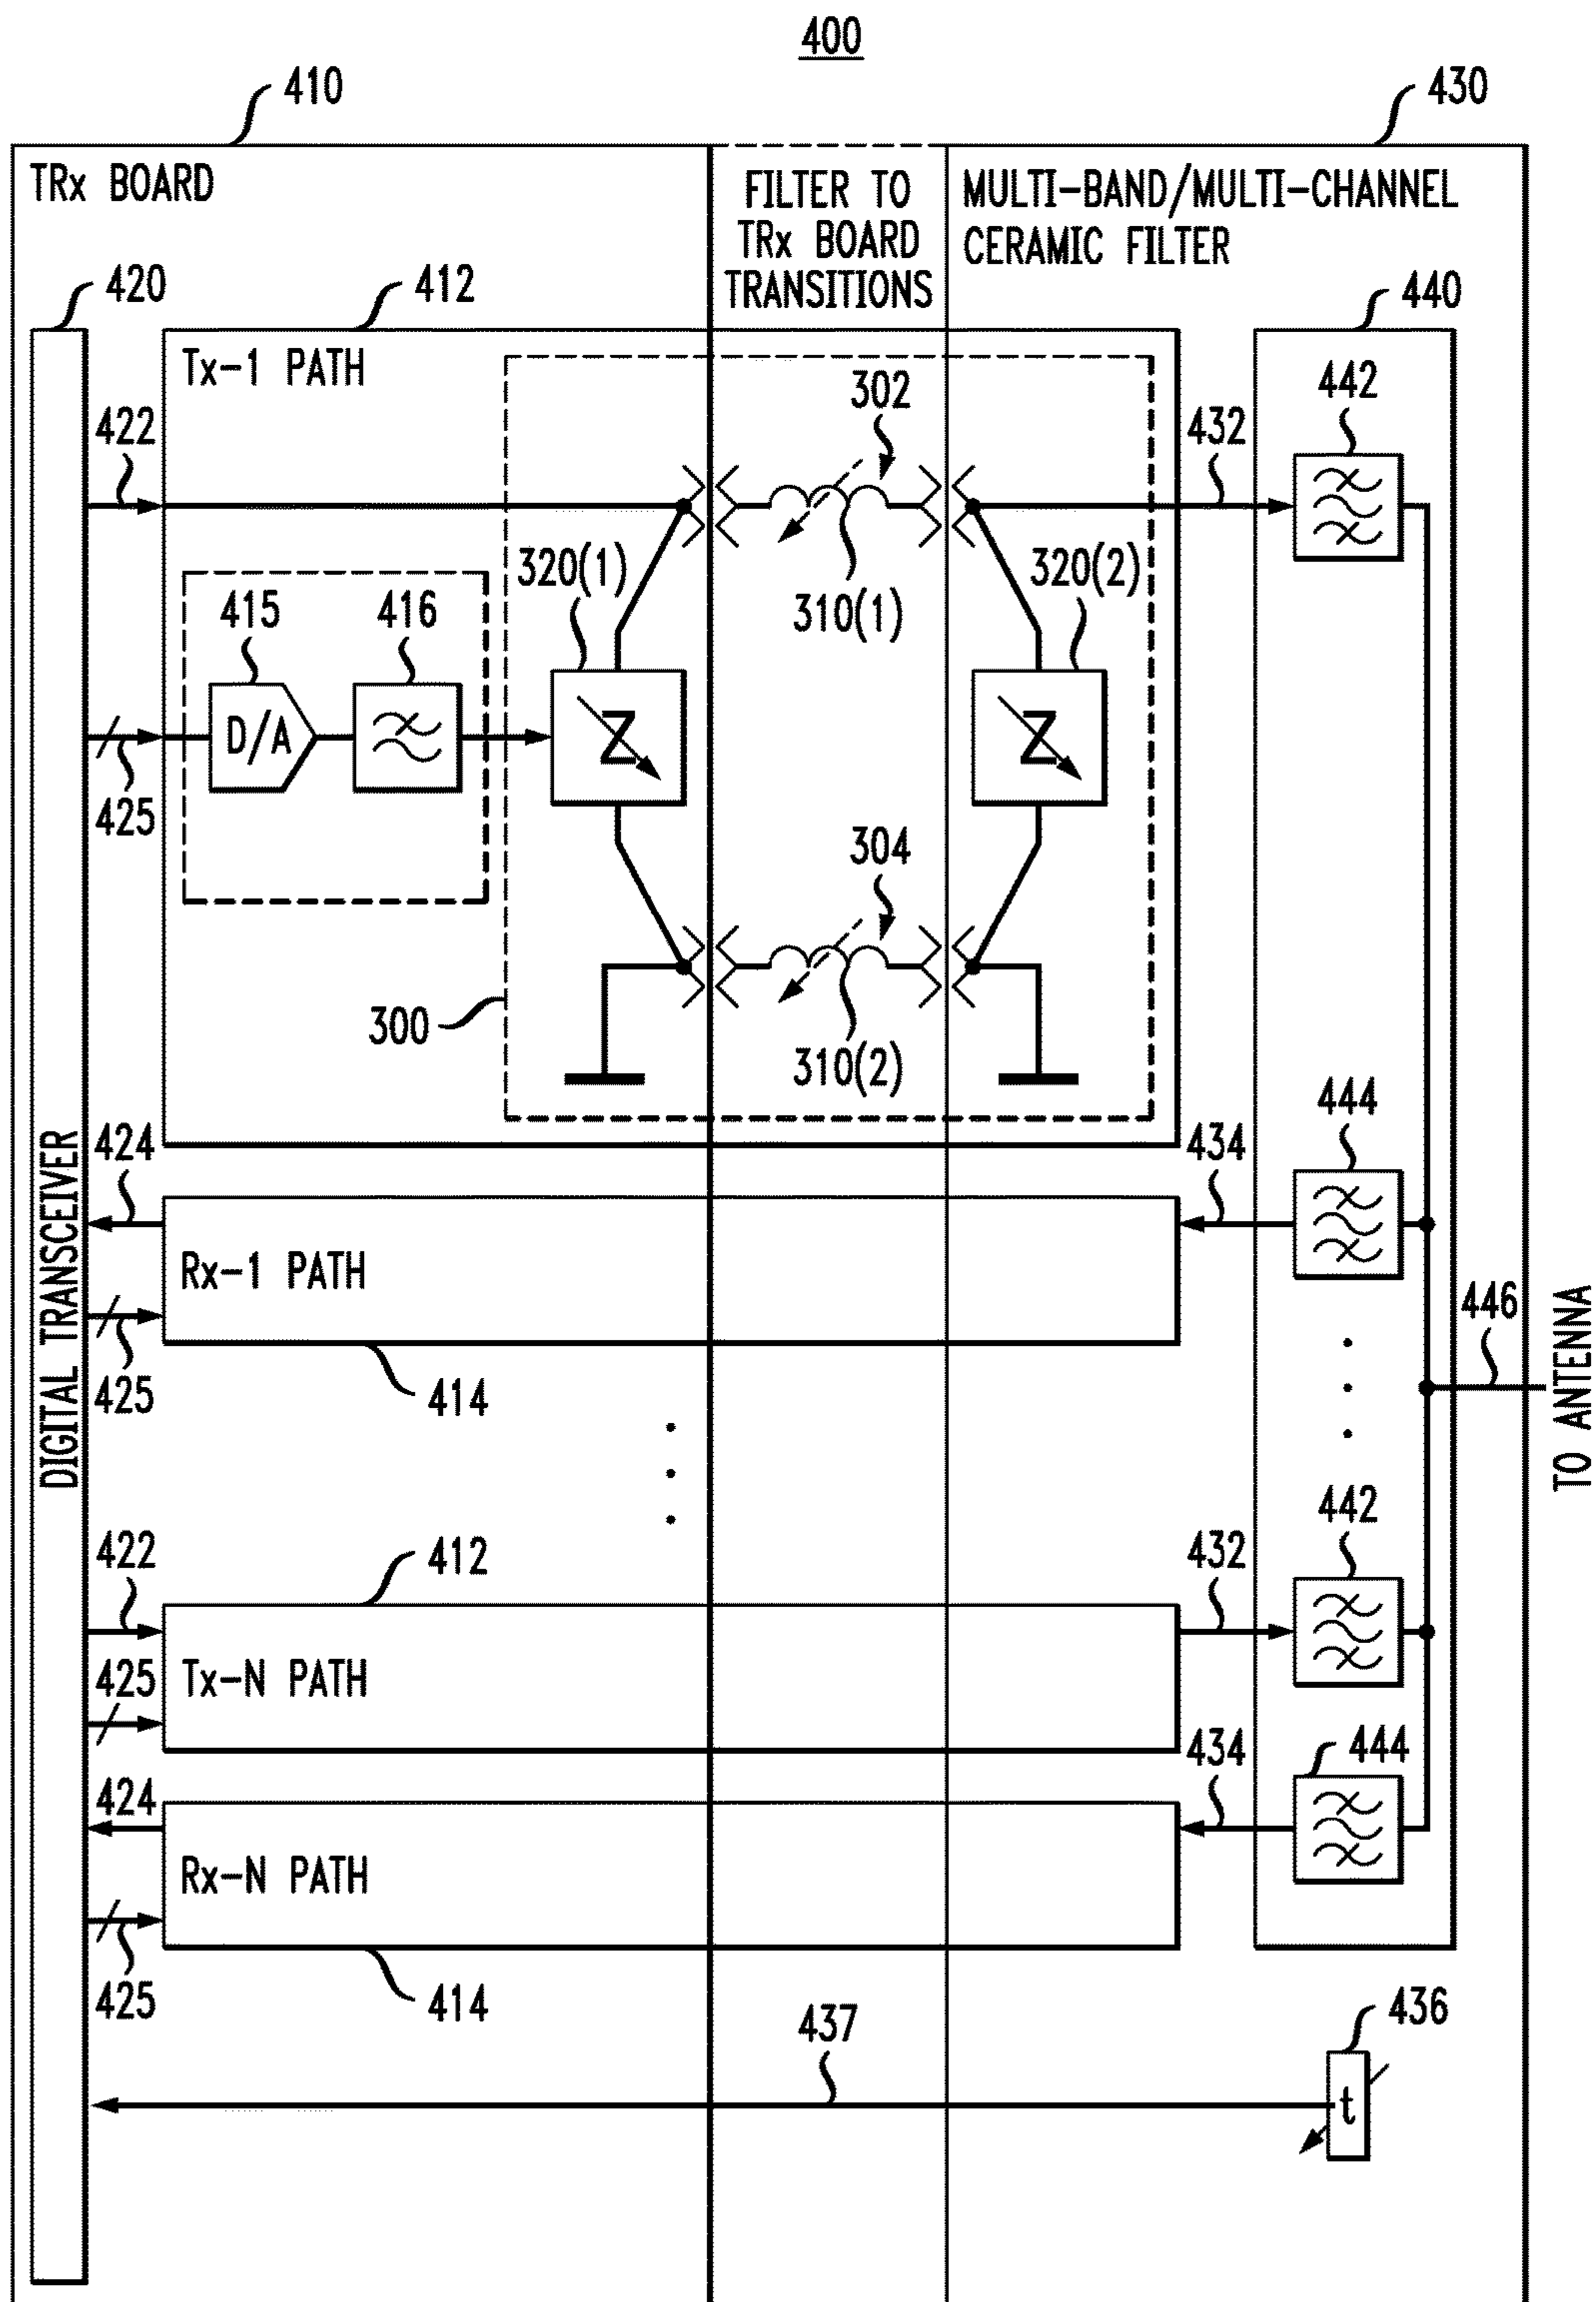 400
410
430
TRx BOARD
FILTER TO
TRx BOARD
TRANSITIONS
MULTI-BAND/MULTI-CHANNEL
CERAMIC FILTER
420
412
440
Tx-1 PATH
302
442
422
432
320(1)
310(1)
320(2)
415
416
D/A
Z
Z
425
304
300
310(2)
444
424
434
DIGITAL TRANSCEIVER
Rx-1 PATH
446
TO ANTENNA
425
414
442
422
412
432
425
Tx-N PATH
434
444
424
Rx-N PATH
425
414
437
436
t